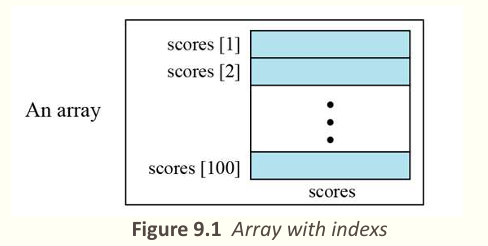 scores [1]
scores [2]
An array
scores [100]
scores
Figure 9.1 Array with indexs